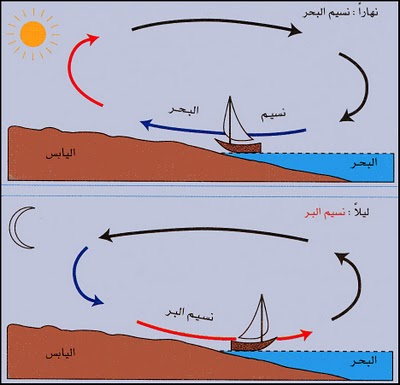 نهاراً : نسيم البحر
نسيم البحر
البحر
اليابس
ليلاً : نسيم البر
نسيم البر
البحر
اليابس